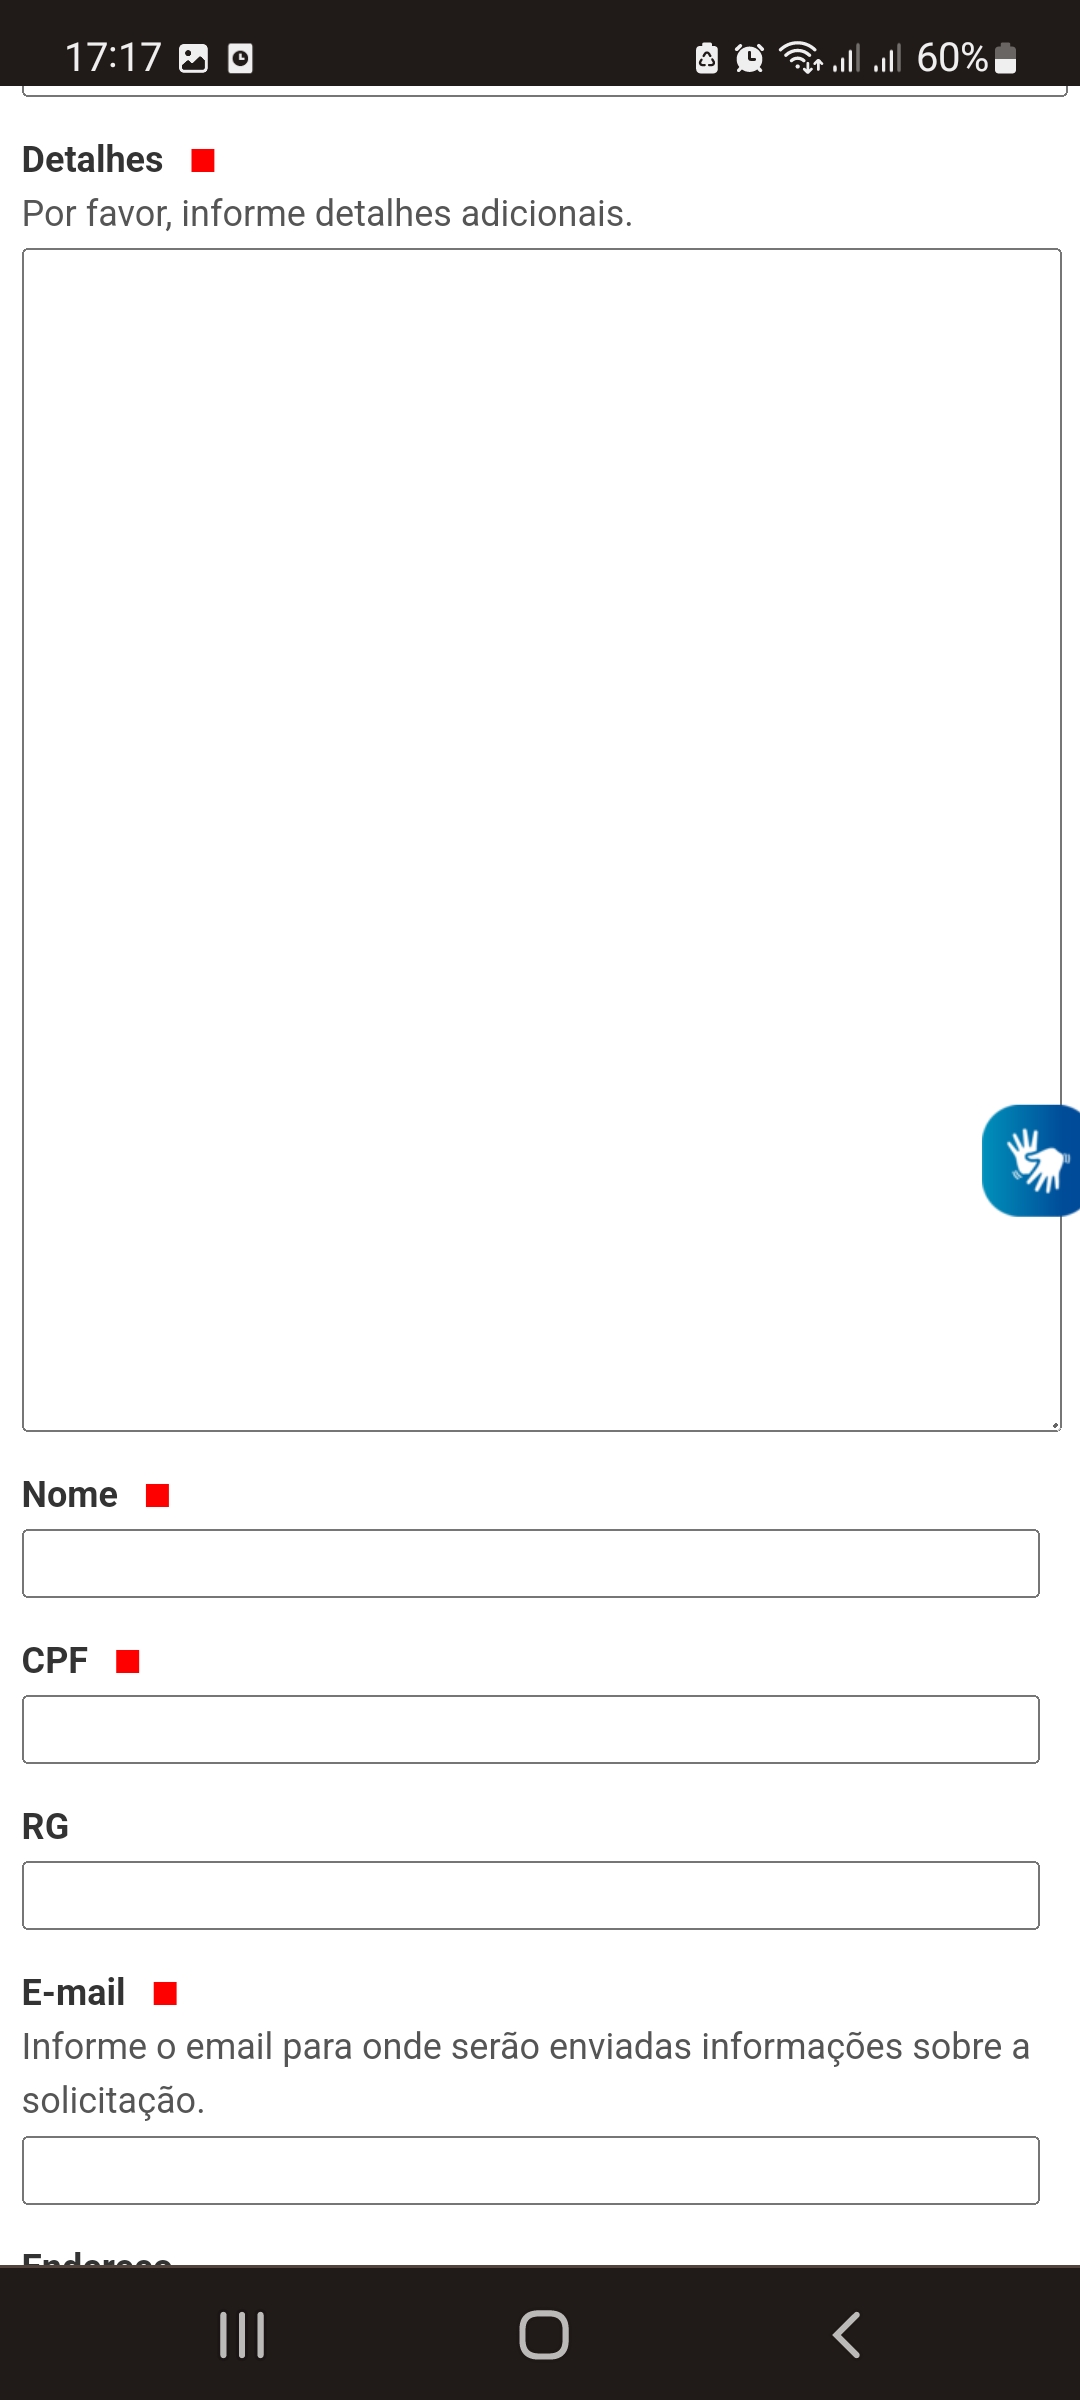 17:17 60%
Detalhes
Por favor, informe detalhes adicionais.
Nome
CPF
RG
E-mail
Informe o email para onde serão enviadas informações sobre a
solicitação.
Endereço